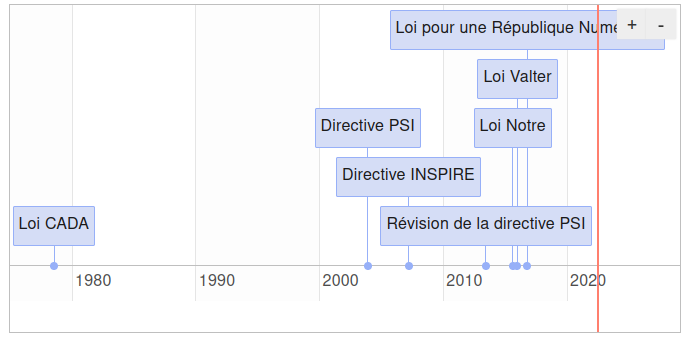 Loi pour une République Numé
+ -
Loi Valter
Directive PSI
Loi Notre
Directive INSPIRE
Loi CADA
Révision de la directive PSI
1980
1990
2000
2010
2020